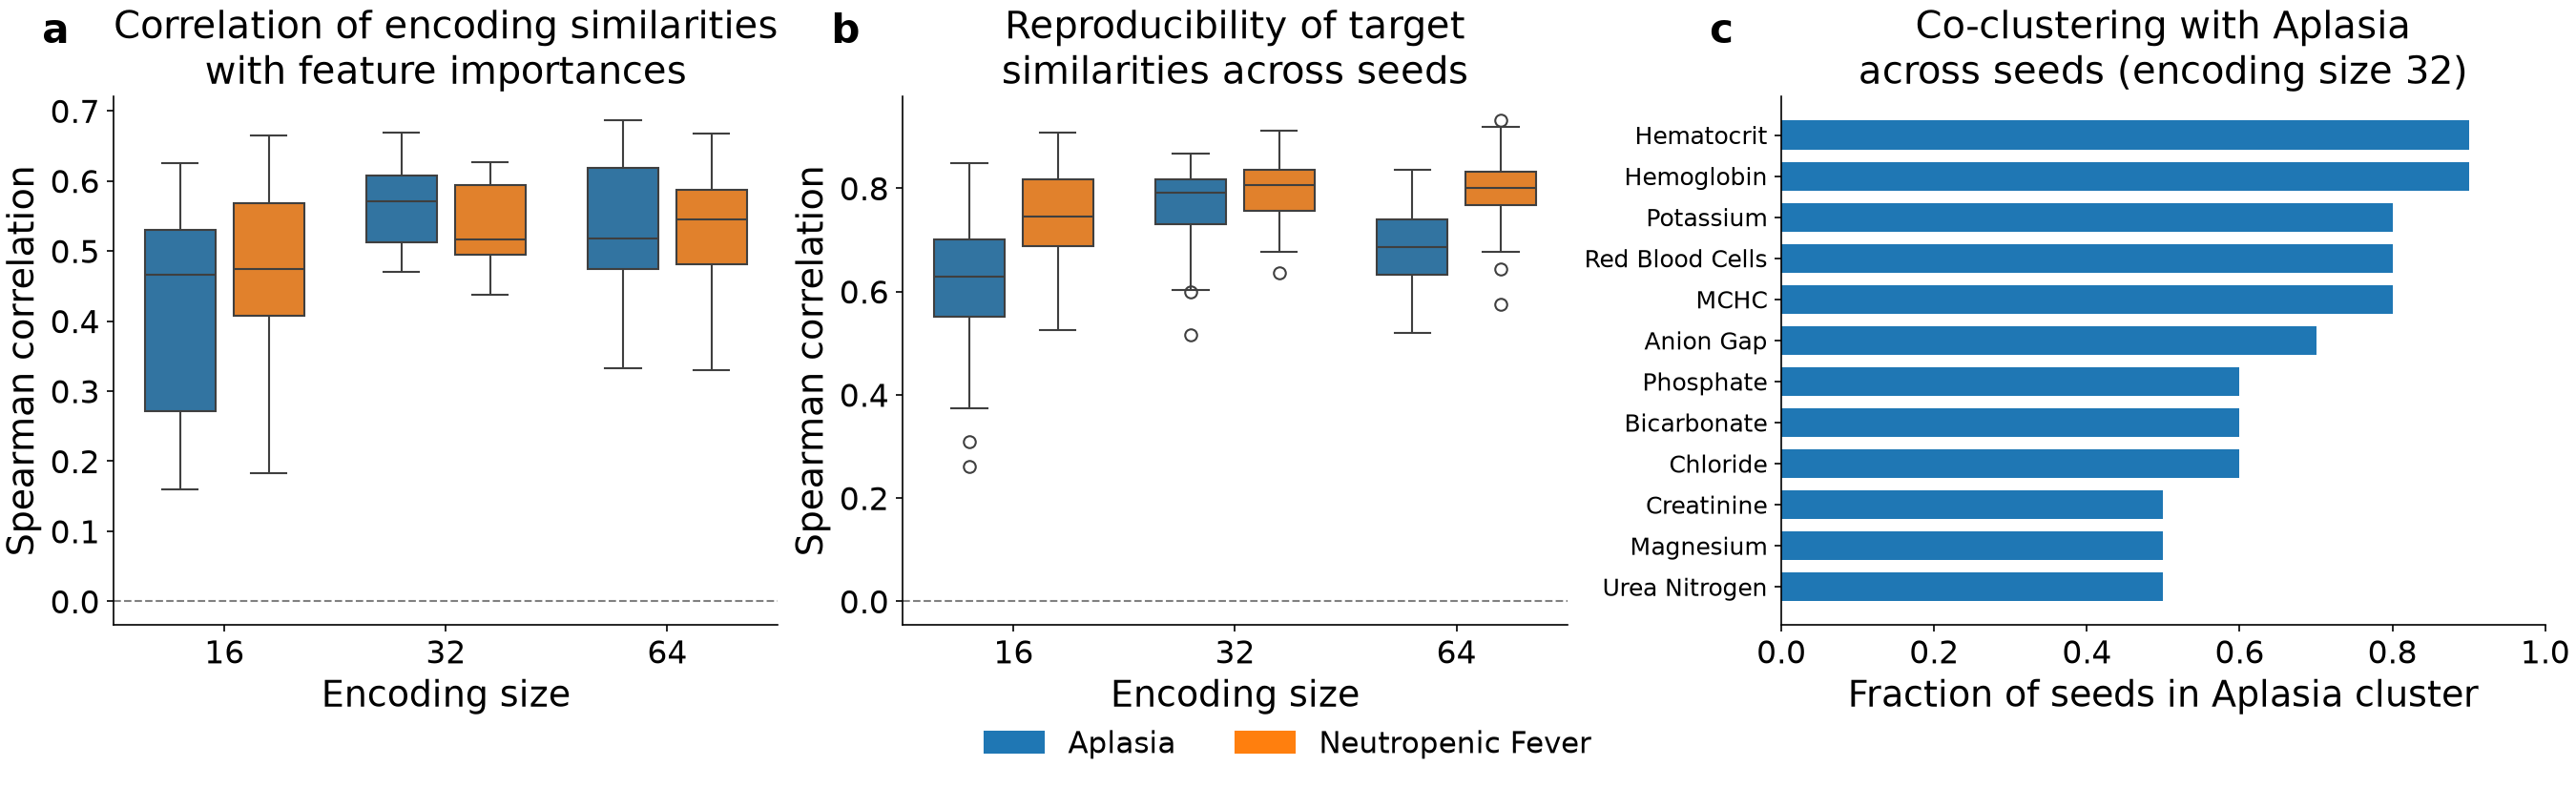 a
Correlation of encoding similarities
with feature importances
Spearman correlation
0.7
0.6
0.5
0.4
0.3
0.2
0.1
0.0
16
32
64
Encoding size
b
Reproducibility of target
similarities across seeds
Spearman correlation
0.8
0.6
0.4
0.2
0.0
16
32
64
Encoding size
c
Co-clustering with Aplasia
across seeds (encoding size 32)
Hematocrit
Hemoglobin
Potassium
Red Blood Cells
MCHC
Anion Gap
Phosphate
Bicarbonate
Chloride
Creatinine
Magnesium
Urea Nitrogen
0.0
0.2
0.4
0.6
0.8
1.0
Fraction of seeds in Aplasia cluster
Aplasia
Neutropenic Fever